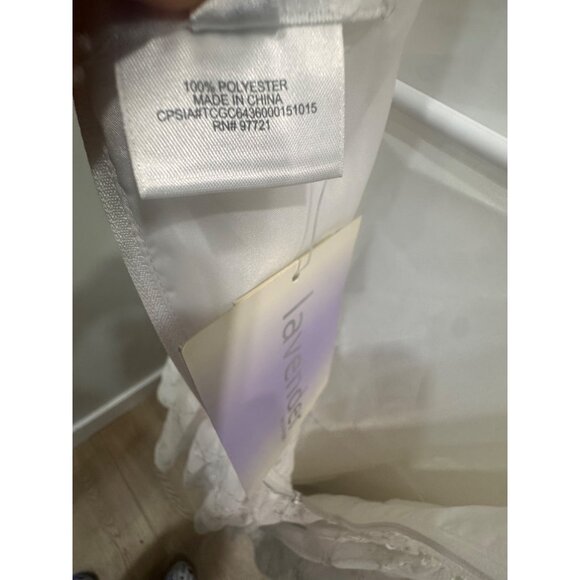 100% POLYESTER
MADE IN CHINA
CPSIA#TCGC6436000151015
RN# 97721
lavender